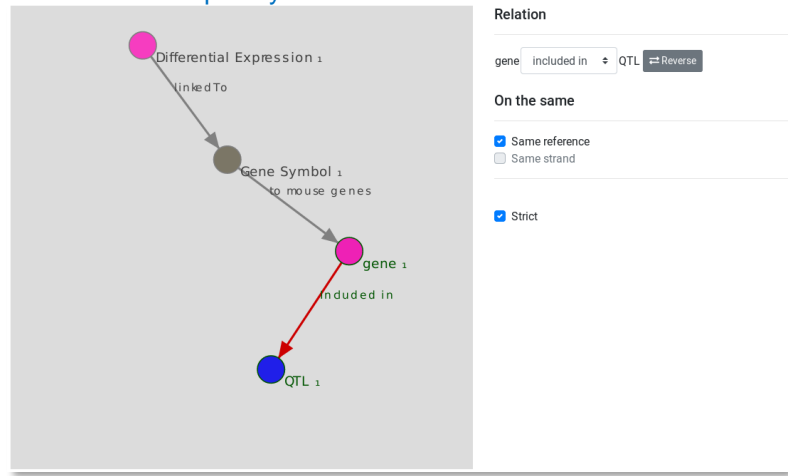 Differential Expression 1
linkedTo
Gene Symbol 1
to mouse genes
gene 1
included in
QTL 1
Relation
gene included in QTL Reverse
On the same
Same reference
Same strand
Strict